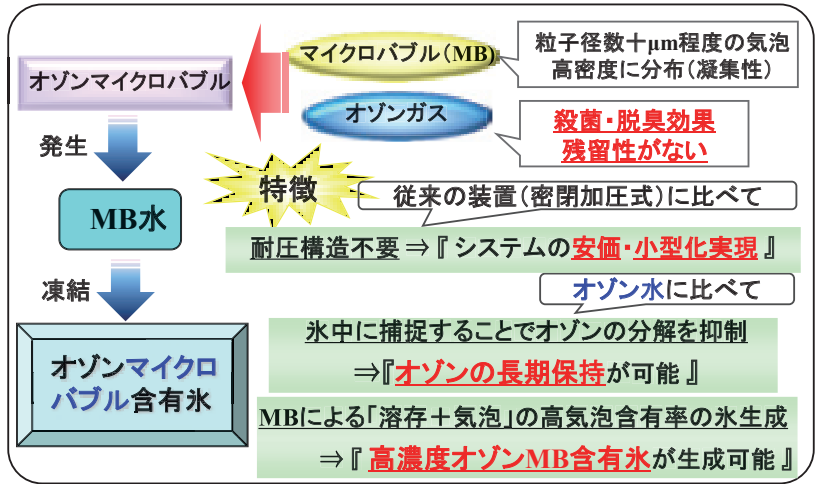 マイクロバブル(MB)
粒子径数十μm程度の気泡
高密度に分布(凝集性)
オゾンマイクロバブル
オゾンガス
殺菌・脱臭効果
残留性がない
発生
MB水
凍結
オゾンマイクロ
バブル含有氷
特徴
従来の装置(密閉加圧式)に比べて
耐圧構造不要 ⇒『 システムの安価・小型化実現 』
オゾン水に比べて
氷中に捕捉することでオゾンの分解を抑制
⇒『オゾンの長期保持が可能 』
MBによる「溶存+気泡」の高気泡含有率の氷生成
⇒『 高濃度オゾンMB含有氷が生成可能 』